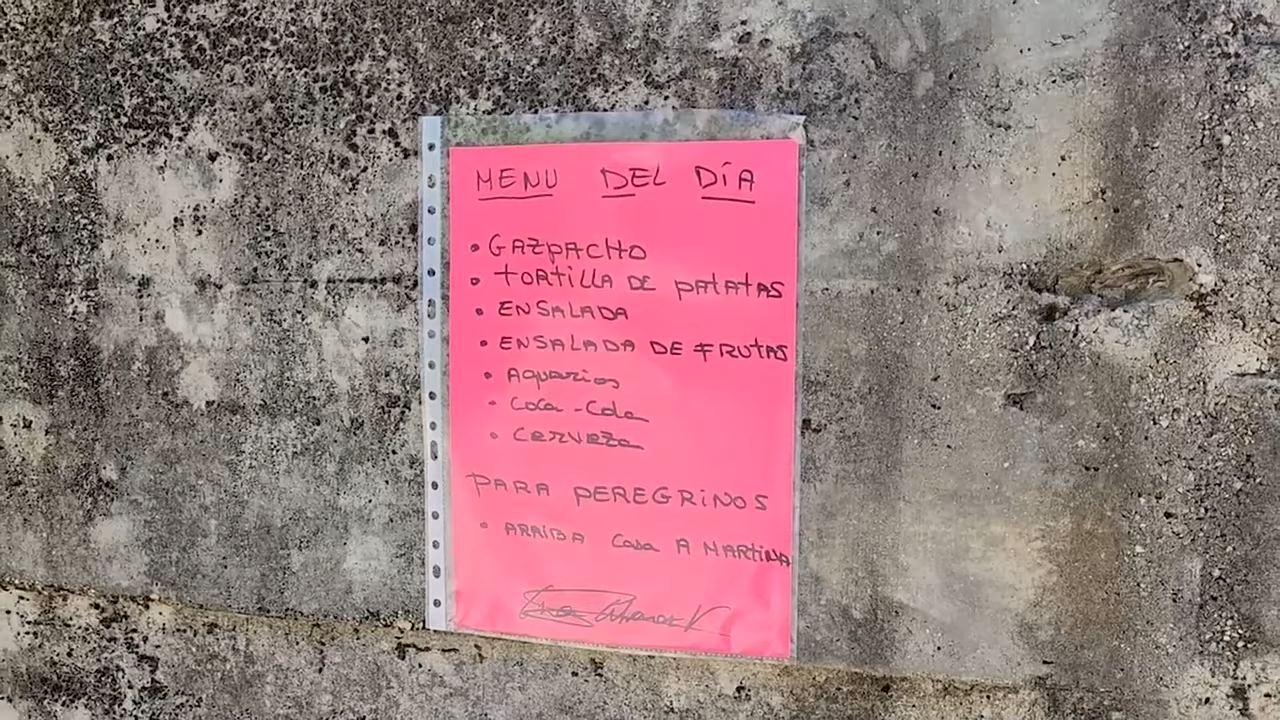 MENU DEL DÍA
• GAZPACHO
• TORTILLA DE PATATAS
• ENSALADA
• ENSALADA DE FRUTAS
• Aquarios
• Coca-Cola
• Cerveza
PARA PEREGRINOS
• ARRIBA Casa A MARTINA